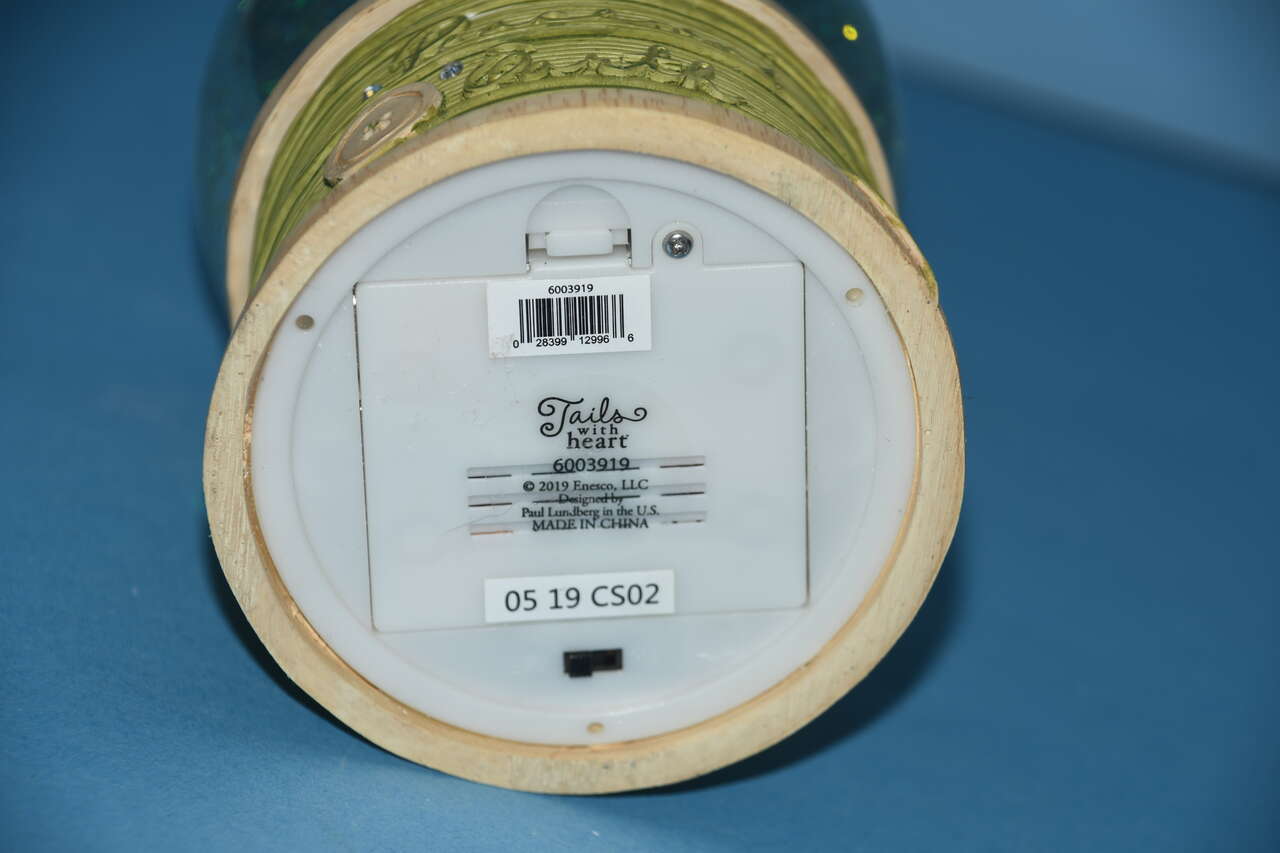 6003919
0 28399 12996 6
Tails
with
heart
6003919
© 2019 Enesco, LLC
Designed by
Paul Lundberg in the U.S.
MADE IN CHINA
05 19 CS02